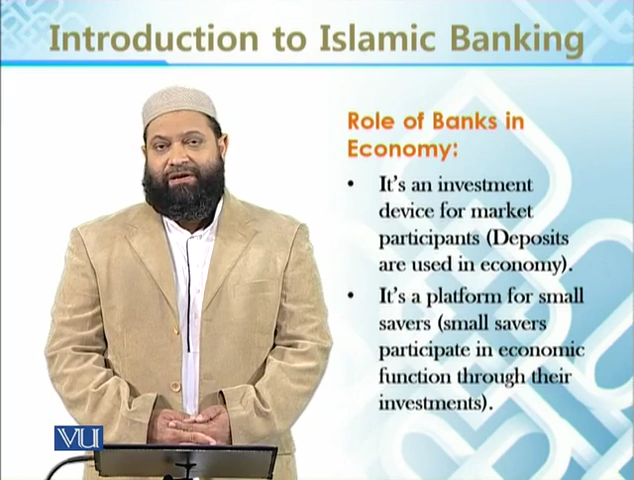 Introduction to Islamic Banking
Role of Banks in
Economy:
• It's an investment
device for market
participants (Deposits
are used in economy).
• It's a platform for small
savers (small savers
participate in economic
function through their
investments).
VU